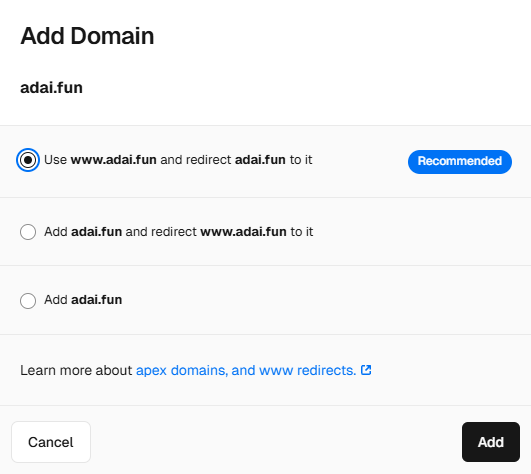 Add Domain
adai.fun
Use www.adai.fun and redirect adai.fun to it
Recommended
Add adai.fun and redirect www.adai.fun to it
Add adai.fun
Learn more about apex domains, and www redirects.
Cancel
Add